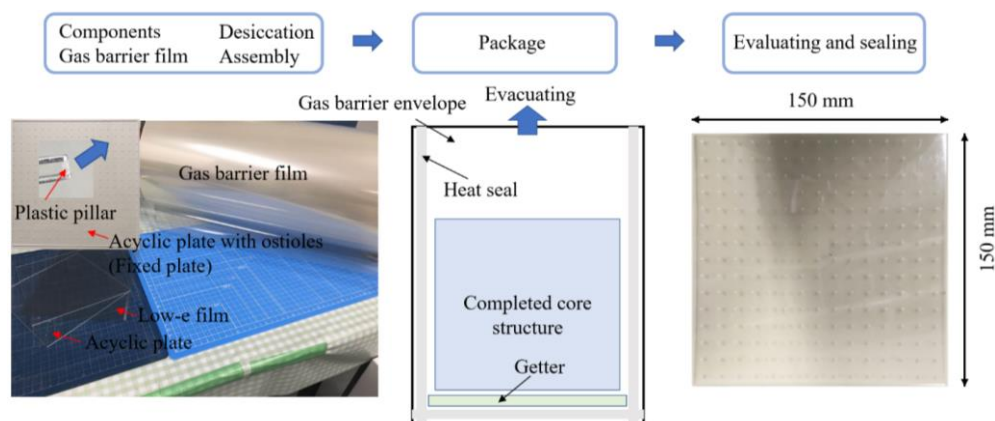 Components Desiccation
Gas barrier film Assembly
Package
Evaluating and sealing
Gas barrier envelope
Evacuating
150 mm
Gas barrier film
Heat seal
Plastic pillar
Acyclic plate with ostioles
(Fixed plate)
150 mm
Completed core
structure
Low-e film
Acyclic plate
Getter